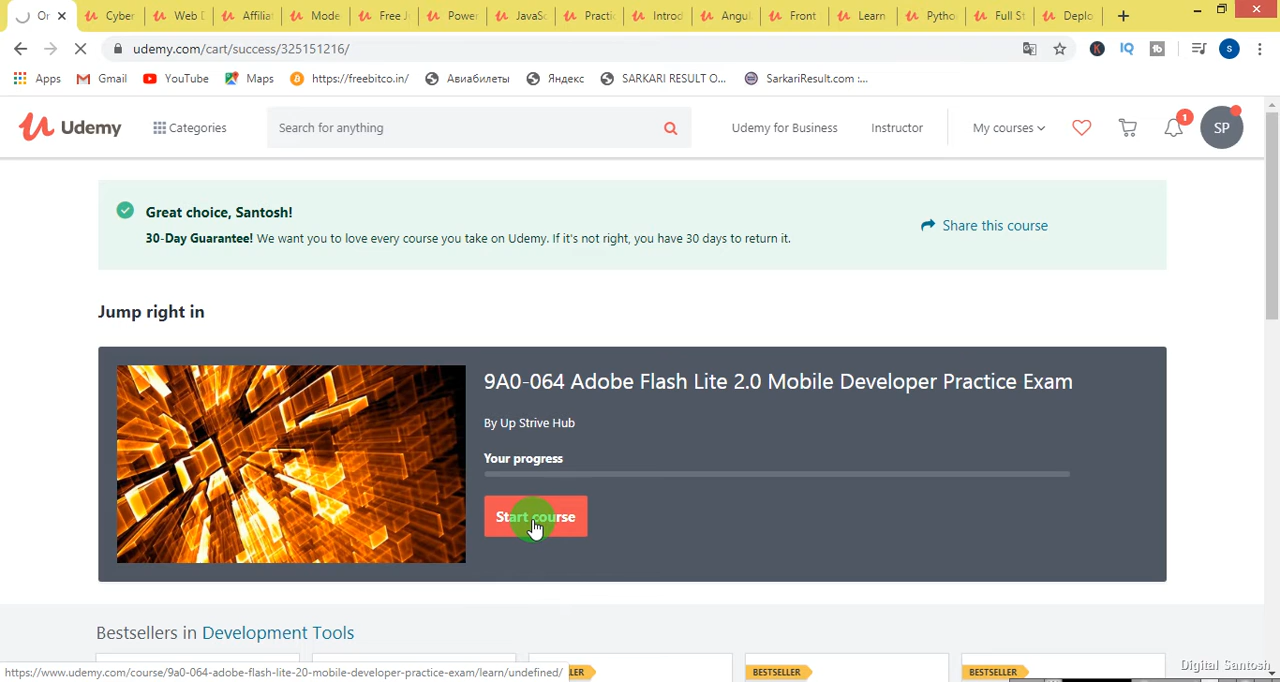 Or
Cyber
Web D
Affilia
Mode
Free J
Power
JavaSc
Practic
Introd
Angul
Front
Learn
Pytho
Full St
Deplo
udemy.com/cart/success/325151216/
K
IQ
S
Apps
Gmail
YouTube
Maps
https://freebitco.in/
Авиабилеты
Яндекс
SARKARI RESULT O...
SarkariResult.com :...
Udemy
Categories
Search for anything
Udemy for Business
Instructor
My courses
1
SP
Great choice, Santosh!
30-Day Guarantee! We want you to love every course you take on Udemy. If it's not right, you have 30 days to return it.
Share this course
Jump right in
9A0-064 Adobe Flash Lite 2.0 Mobile Developer Practice Exam
By Up Strive Hub
Your progress
Start course
Bestsellers in Development Tools
https://www.udemy.com/course/9a0-064-adobe-flash-lite-20-mobile-developer-practice-exam/learn/undefined/
LER
BESTSELLER
BESTSELLER
Digital Santosh